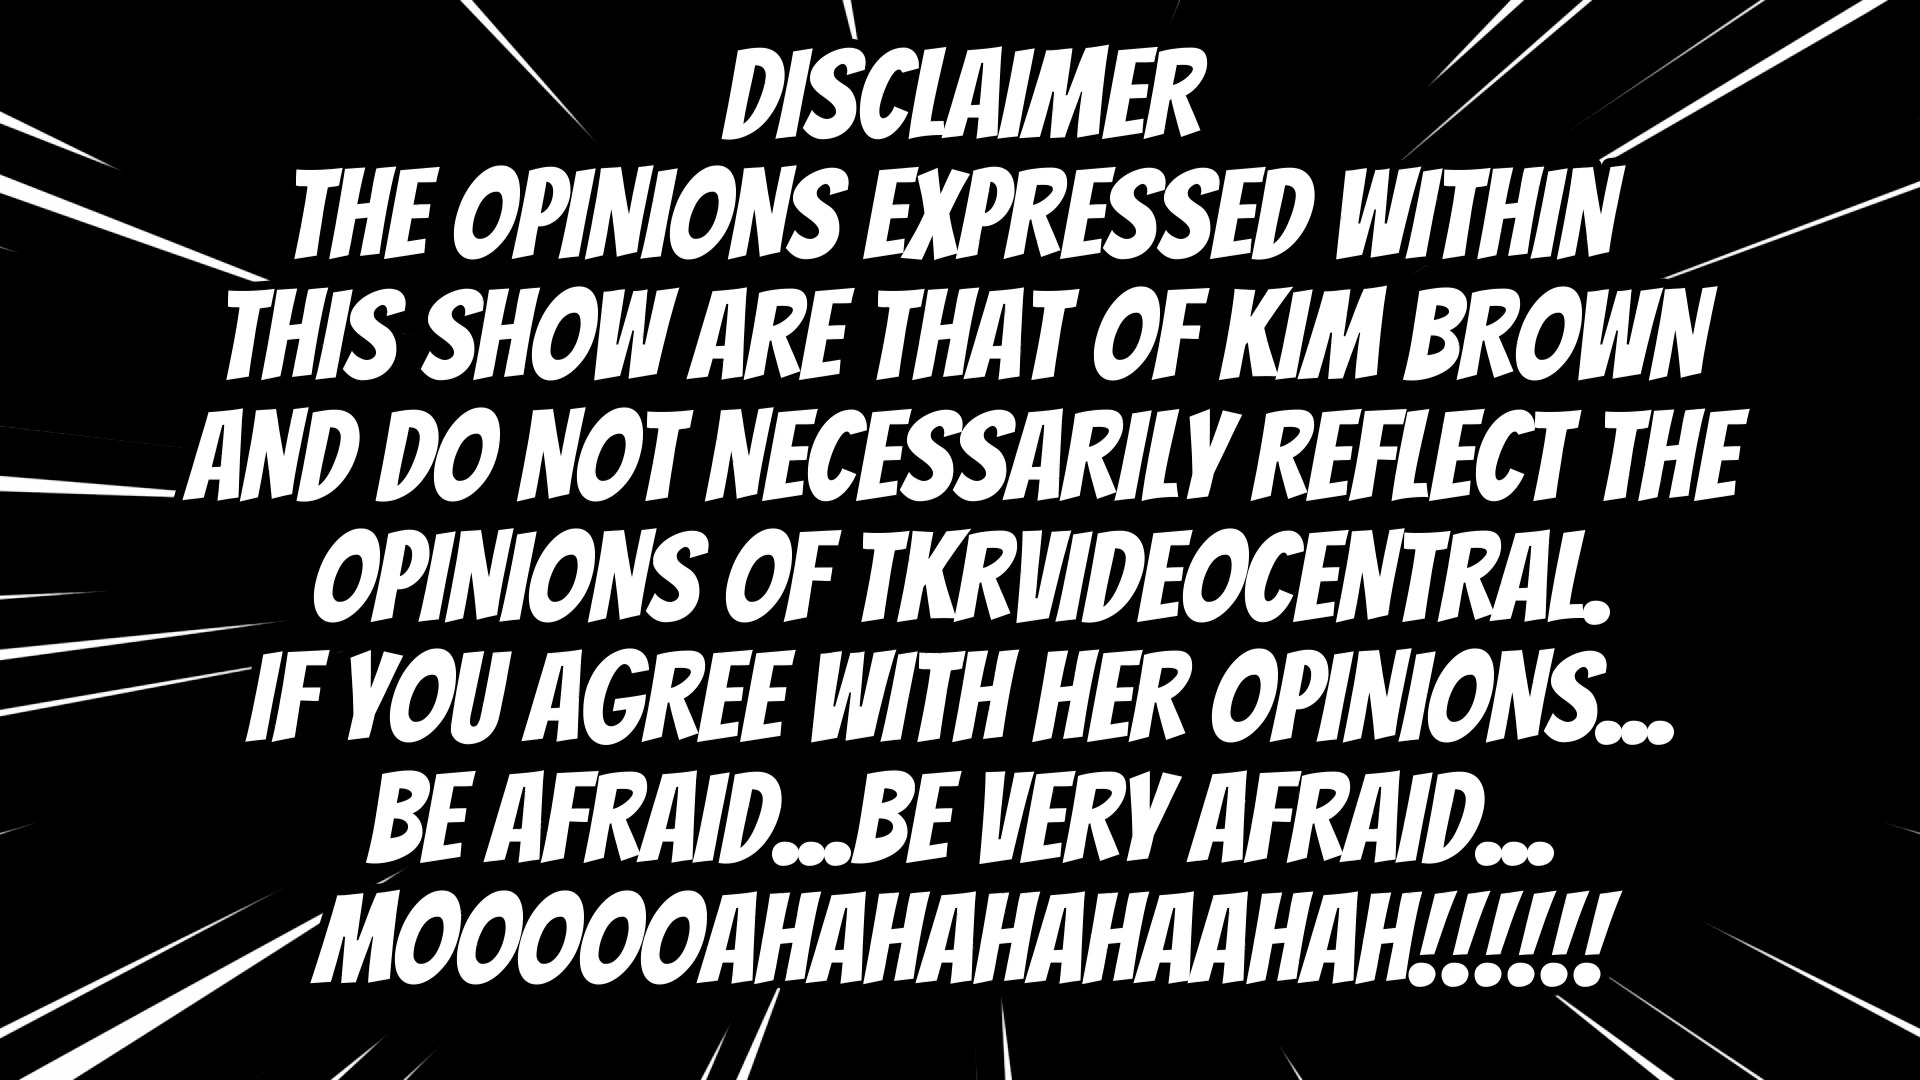 DISCLAIMER
THE OPINIONS EXPRESSED WITHIN
THIS SHOW ARE THAT OF KIM BROWN
AND DO NOT NECESSARILY REFLECT THE
OPINIONS OF TKRVIDEOCENTRAL.
IF YOU AGREE WITH HER OPINIONS...
BE AFRAID...BE VERY AFRAID...
MOOOOOAHAHAHAHAHAAHAH!!!!!!